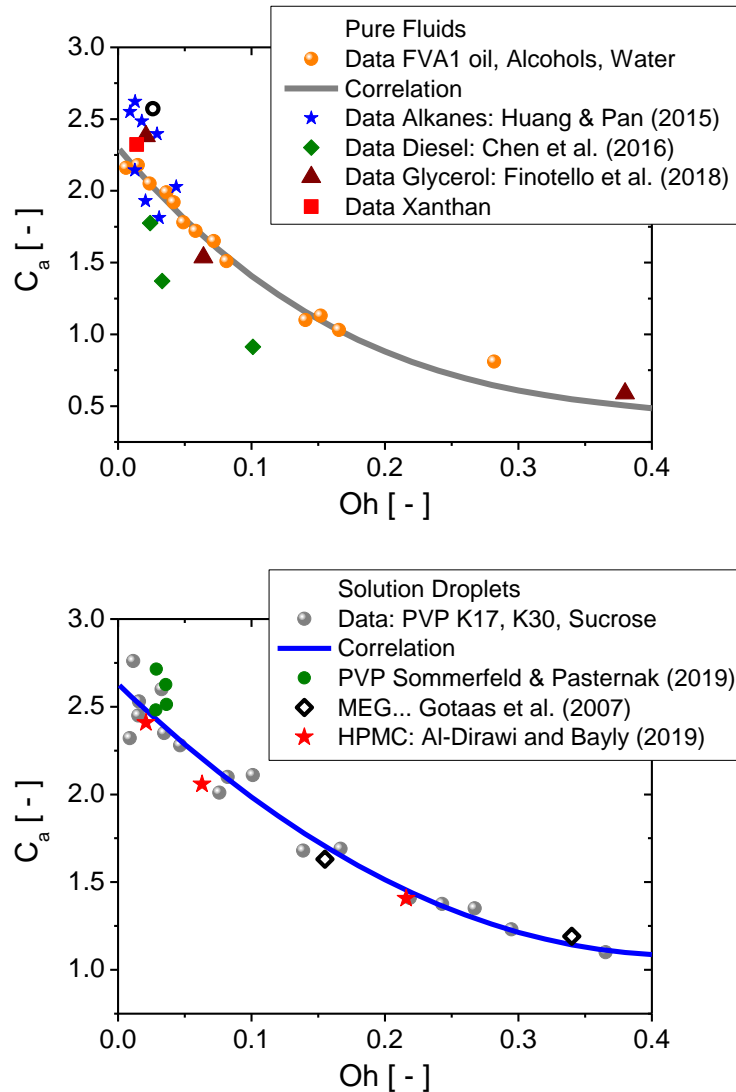 Pure Fluids
Data FVA1 oil, Alcohols, Water
Correlation
Data Alkanes: Huang & Pan (2015)
Data Diesel: Chen et al. (2016)
Data Glycerol: Finotello et al. (2018)
Data Xanthan
3.0
2.5
2.0
1.5
1.0
0.5
C_a [ - ]
0.0 0.1 0.2 0.3 0.4
Oh [ - ]
Solution Droplets
Data: PVP K17, K30, Sucrose
Correlation
PVP Sommerfeld & Pasternak (2019)
MEG... Gotaas et al. (2007)
HPMC: Al-Dirawi and Bayly (2019)
3.0
2.5
2.0
1.5
1.0
C_a [ - ]
0.0 0.1 0.2 0.3 0.4
Oh [ - ]